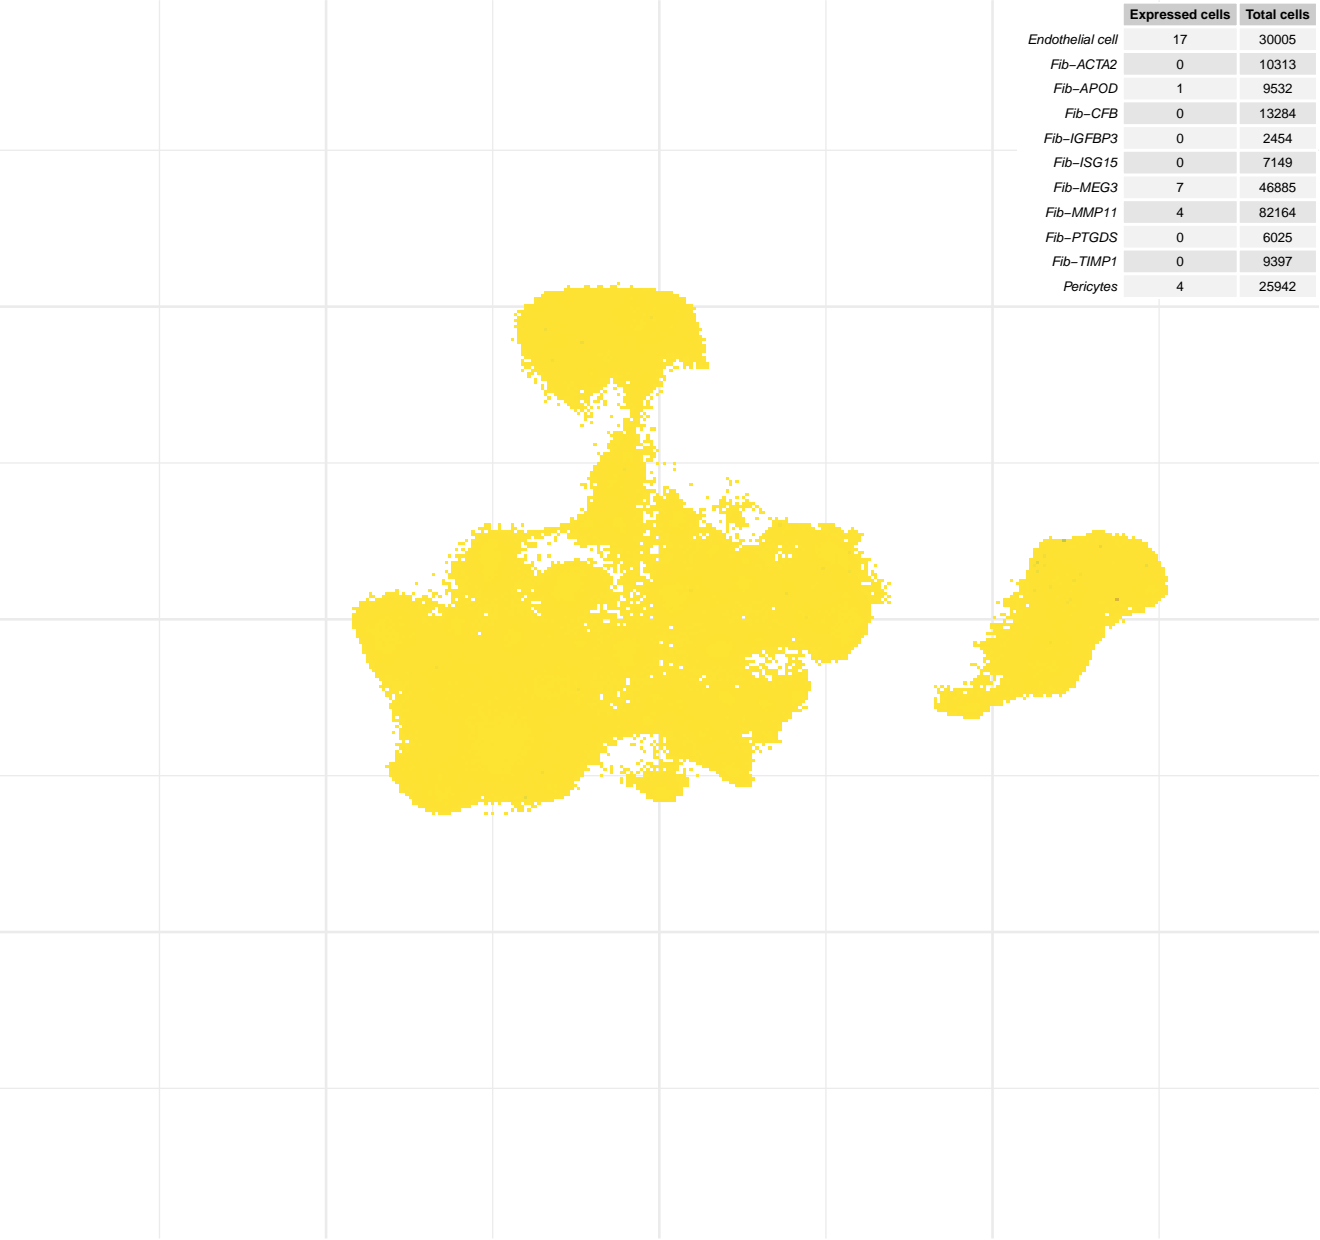 Expressed cells Total cells
Endothelial cell 17 30005
Fib−ACTA2 0 10313
Fib−APOD 1 9532
Fib−CFB 0 13284
Fib−IGFBP3 0 2454
Fib−ISG15 0 7149
Fib−MEG3 7 46885
Fib−MMP11 4 82164
Fib−PTGDS 0 6025
Fib−TIMP1 0 9397
Pericytes 4 25942